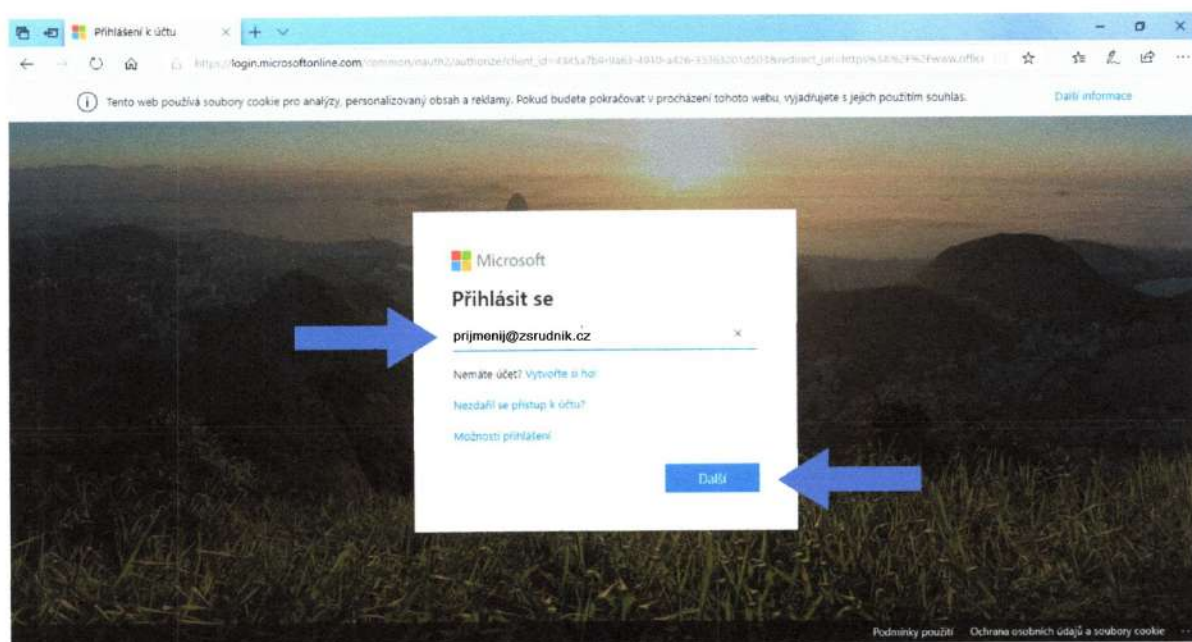 Přihlášení k účtu
login.microsoftonline.com
Tento web používá soubory cookie pro analýzy, personalizovaný obsah a reklamy. Pokud budete pokračovat v procházení tohoto webu, vyjadřujete s jejich použitím souhlas.
Další informace
Microsoft
Přihlásit se
prijmenij@zsrudnik.cz
Nemáte účet? Vytvořte si ho!
Nezdařil se přístup k účtu?
Možnosti přihlášení
Další
Podmínky použití Ochrana osobních údajů a soubory cookie